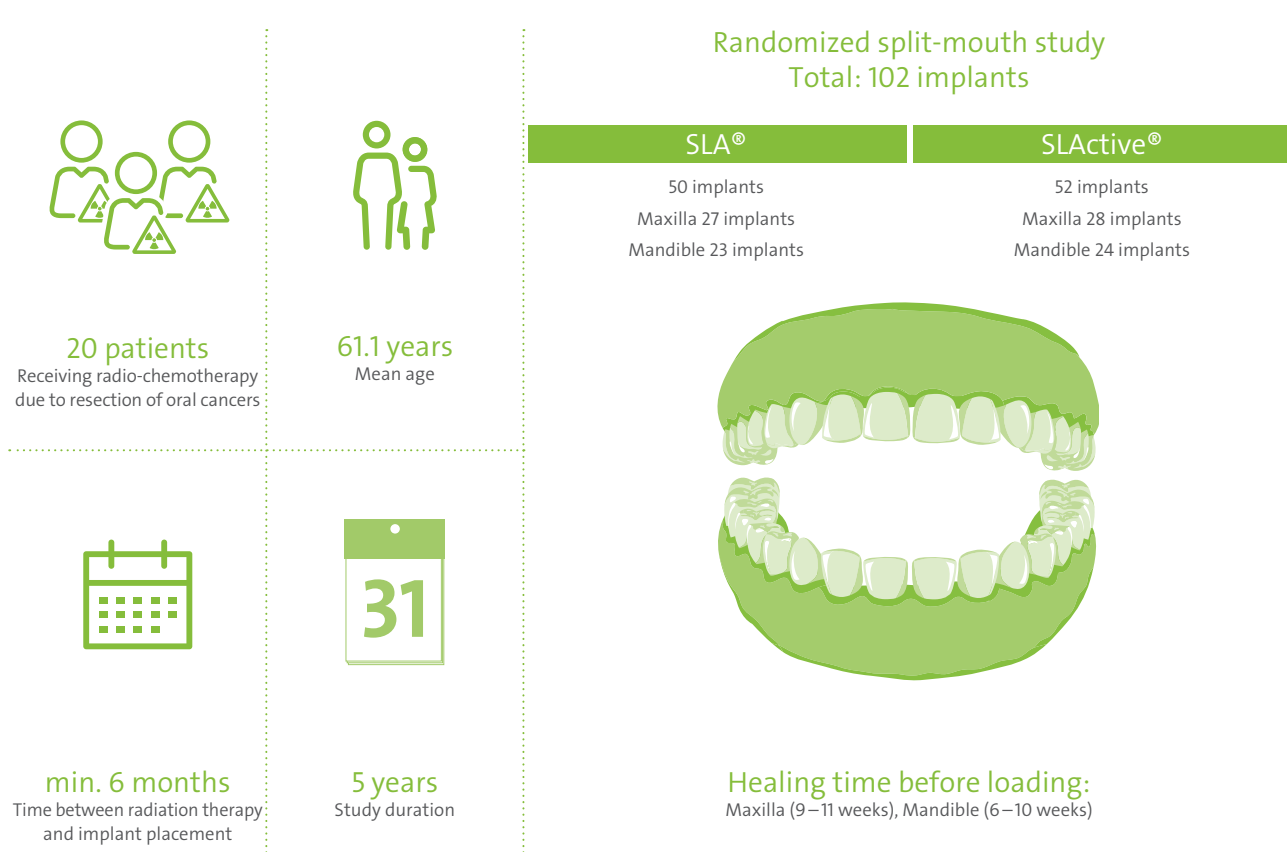 20 patients
Receiving radio-chemotherapy
due to resection of oral cancers
61.1 years
Mean age
min. 6 months
Time between radiation therapy
and implant placement
31
5 years
Study duration
Randomized split-mouth study
Total: 102 implants
SLA®
50 implants
Maxilla 27 implants
Mandible 23 implants
SLActive®
52 implants
Maxilla 28 implants
Mandible 24 implants
Healing time before loading:
Maxilla (9–11 weeks), Mandible (6–10 weeks)